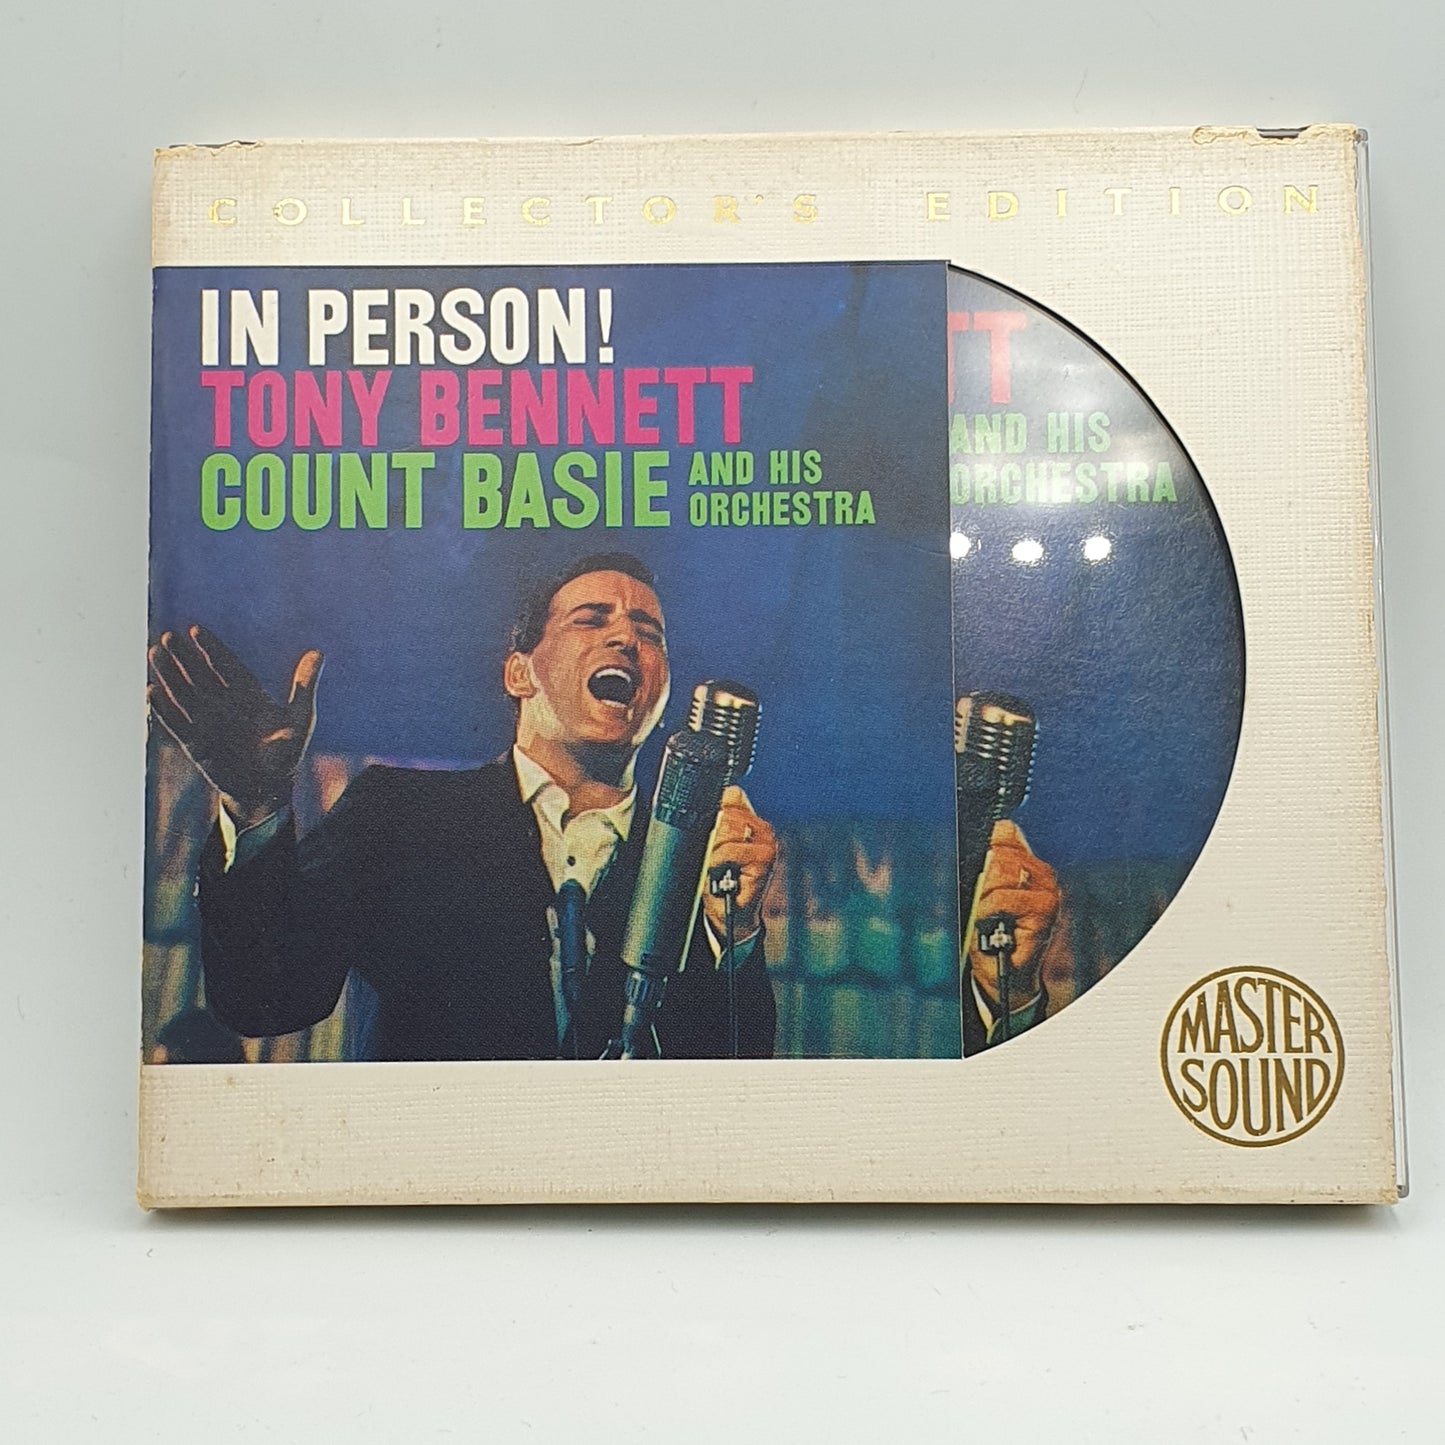 COLLECTOR'S EDITION
IN PERSON!
TONY BENNETT
COUNT BASIE AND HIS
ORCHESTRA
TT
AND HIS
ORCHESTRA
MASTER
SOUND